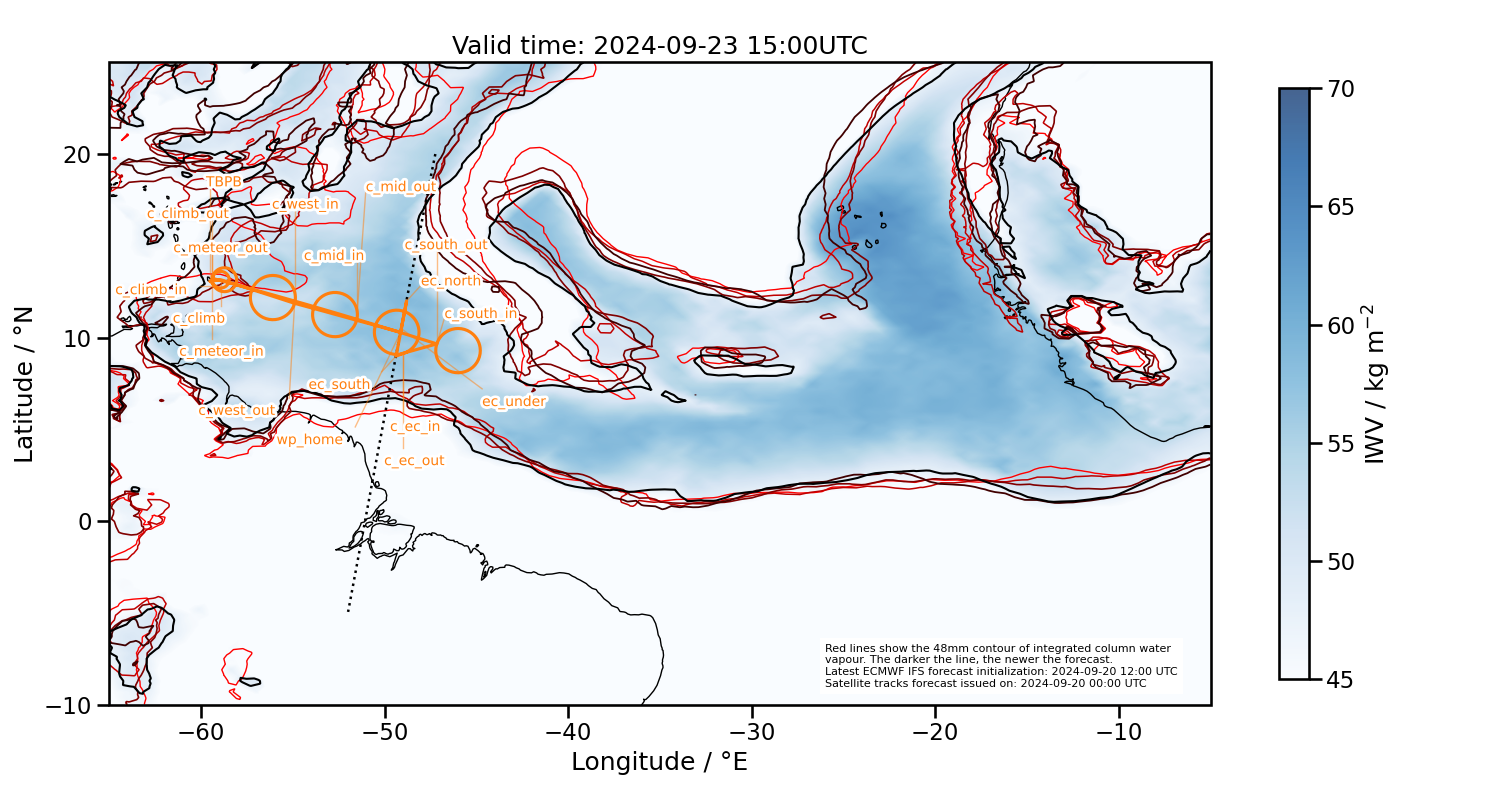 Valid time: 2024-09-23 15:00UTC
Latitude / °N
20
10
0
−10
TBPB
c_climb_out
c_west_in
c_mid_out
c_meteor_out
c_mid_in
c_south_out
c_climb_in
ec_north
c_climb
c_south_in
c_meteor_in
ec_south
ec_under
c_west_out
c_ec_in
wp_home
c_ec_out
Red lines show the 48mm contour of integrated column water
vapour. The darker the line, the newer the forecast.
Latest ECMWF IFS forecast initialization: 2024-09-20 12:00 UTC
Satellite tracks forecast issued on: 2024-09-20 00:00 UTC
−60 −50 −40 −30 −20 −10
Longitude / °E
70
65
60
55
50
45
IWV / kg m−2